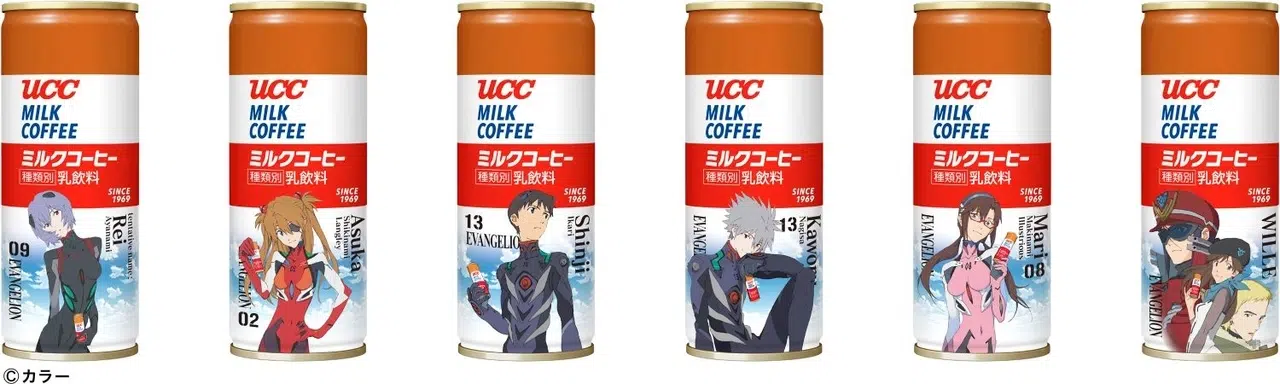 UCC
MILK
COFFEE
ミルクコーヒー
種類別 乳飲料
SINCE
1969
tentative name:
Rei
Ayanami
09
EVANGELION
UCC
MILK
COFFEE
ミルクコーヒー
種類別 乳飲料
SINCE
1969
Asuka
Shikinami
Langley
02
UCC
MILK
COFFEE
ミルクコーヒー
種類別 乳飲料
SINCE
1969
13
EVANGELIO
Shinji
Ikari
UCC
MILK
COFFEE
ミルクコーヒー
種類別 乳飲料
SINCE
1969
EVANGELI
13
Kaworu
Nagisa
UCC
MILK
COFFEE
ミルクコーヒー
種類別 乳飲料
SINCE
1969
EVANGELION
Mari
Makinami
Illustrious
08
UCC
MILK
COFFEE
ミルクコーヒー
種類別 乳飲料
SINCE
1969
WILLE
EVANGELION
©カラー